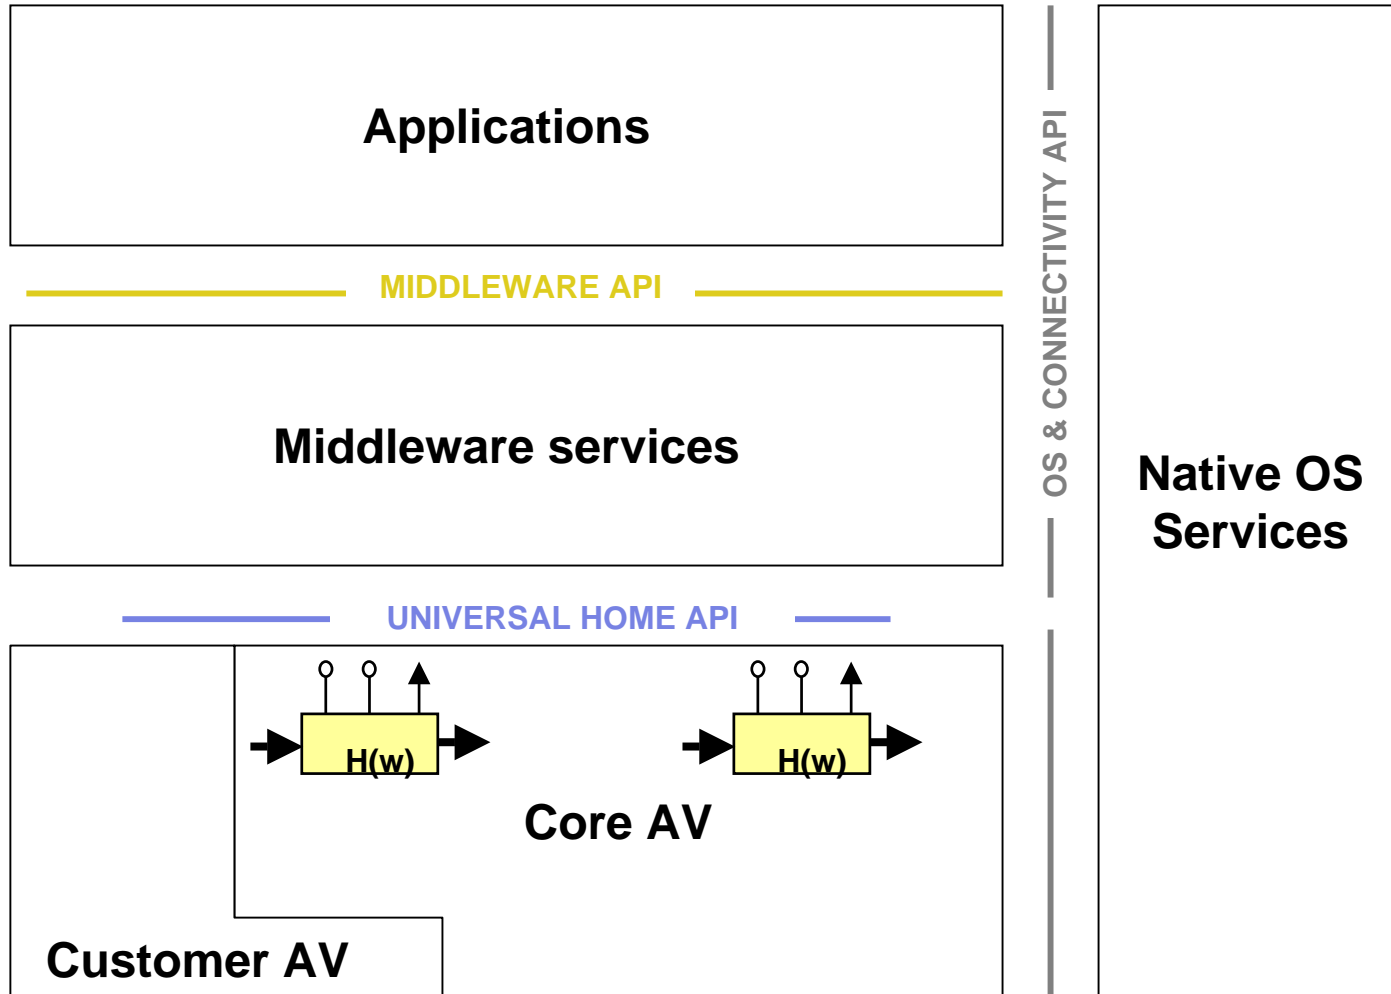 Applications
MIDDLEWARE API
Middleware services
UNIVERSAL HOME API
H(w)
H(w)
Core AV
Customer AV
OS & CONNECTIVITY API
Native OS
Services